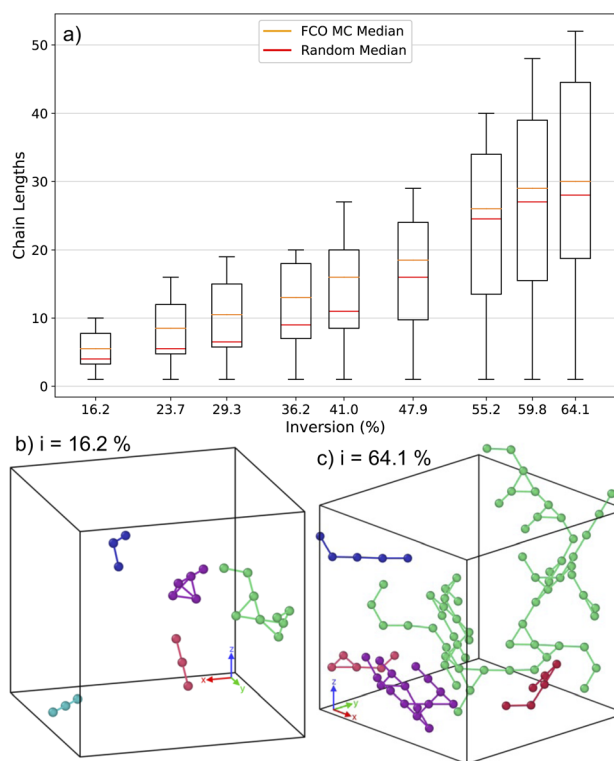 a)
FCO MC Median
Random Median
Chain Lengths
50
40
30
20
10
0
16.2 23.7 29.3 36.2 41.0 47.9 55.2 59.8 64.1
Inversion (%)
b) i = 16.2 %
c) i = 64.1 %
z
x
y
z
y
x